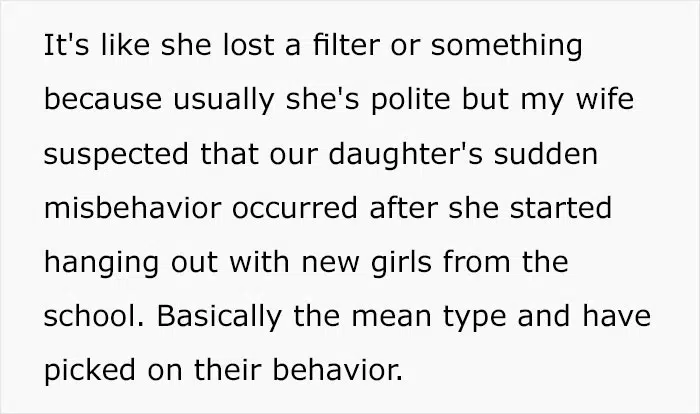 It's like she lost a filter or something
because usually she's polite but my wife
suspected that our daughter's sudden
misbehavior occurred after she started
hanging out with new girls from the
school. Basically the mean type and have
picked on their behavior.